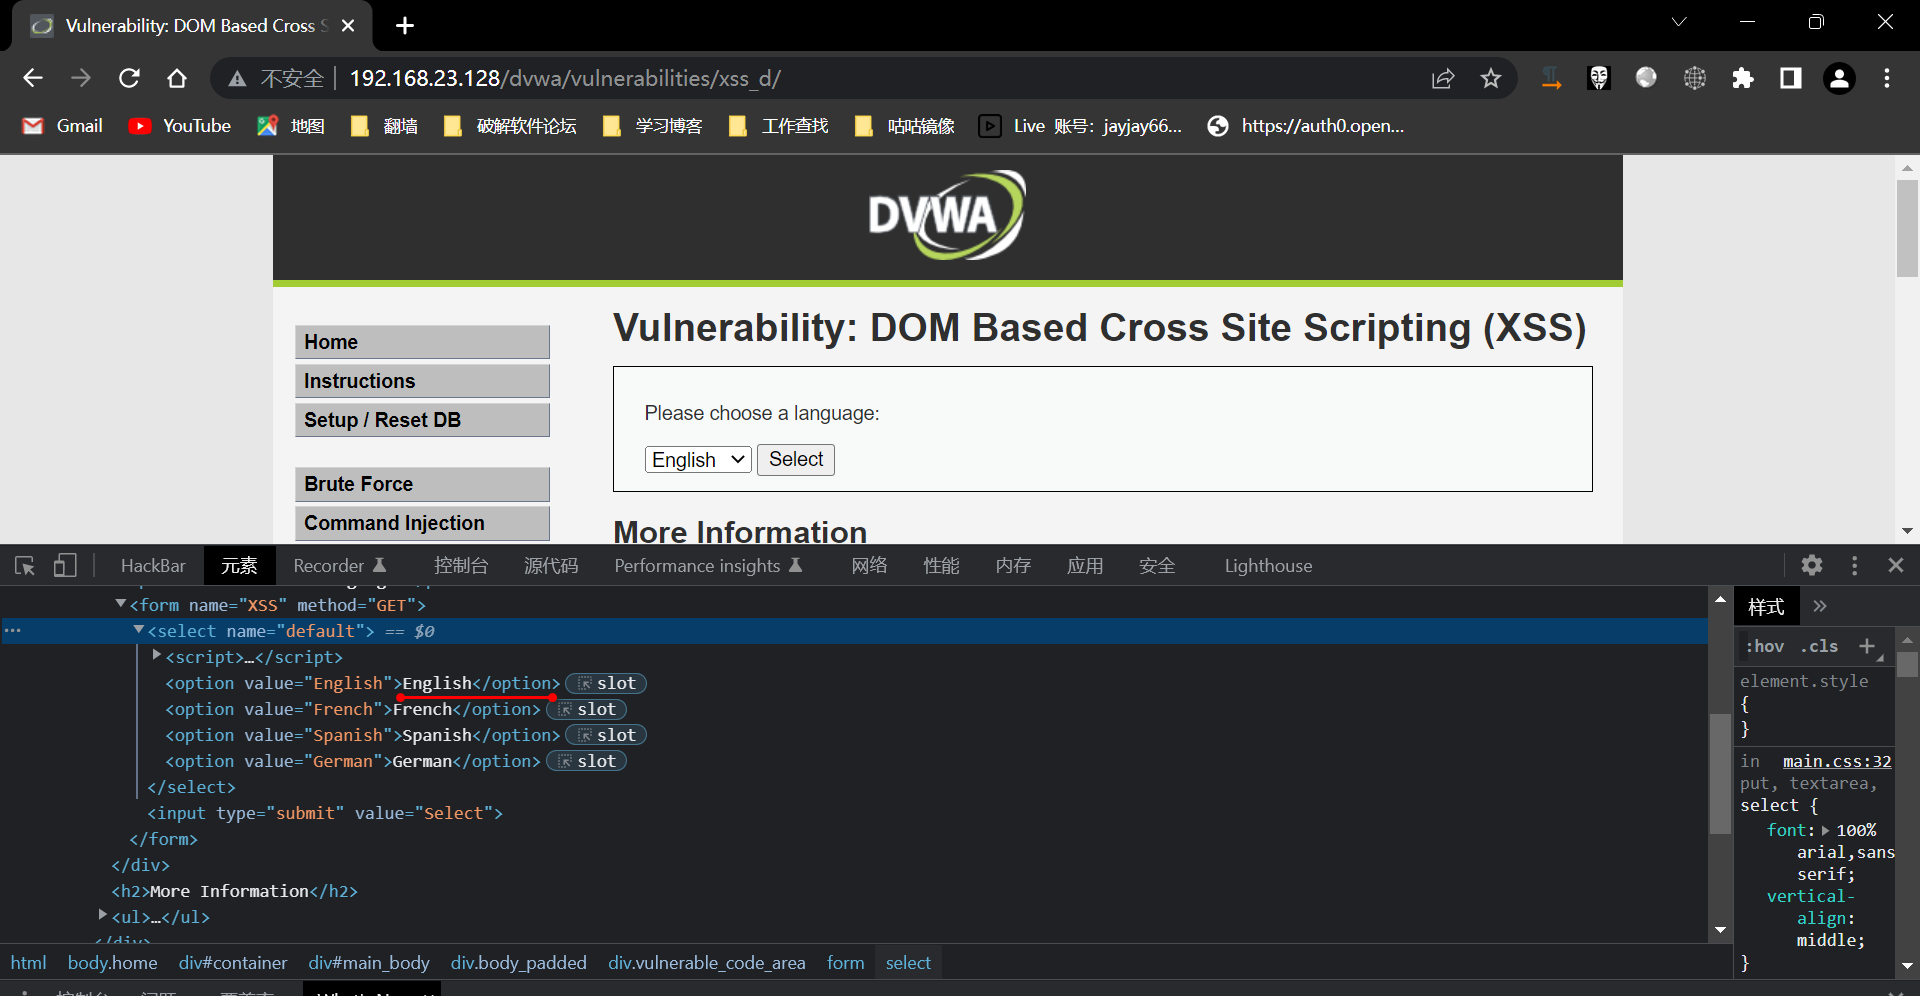 Vulnerability: DOM Based Cross S
不安全 192.168.23.128/dvwa/vulnerabilities/xss_d/
Gmail YouTube 地图 翻墙 破解软件论坛 学习博客 工作查找 咕咕镜像 Live 账号：jayjay66... https://auth0.open...
DVWA
Vulnerability: DOM Based Cross Site Scripting (XSS)
Home
Instructions
Setup / Reset DB
Brute Force
Command Injection
Please choose a language:
English Select
More Information
HackBar 元素 Recorder 控制台 源代码 Performance insights 网络 性能 内存 应用 安全 Lighthouse
<form name="XSS" method="GET">
<select name="default"> == $0
<script>…</script>
<option value="English">English</option> slot
<option value="French">French</option> slot
<option value="Spanish">Spanish</option> slot
<option value="German">German</option> slot
</select>
<input type="submit" value="Select">
</form>
</div>
<h2>More Information</h2>
<ul>…</ul>
</div>
html body.home div#container div#main_body div.body_padded div.vulnerable_code_area form select
样式 »
:hov .cls +
element.style
{
}
in main.css:32
put, textarea,
select {
font: 100%
arial,sans
serif;
vertical-
align:
middle;
}